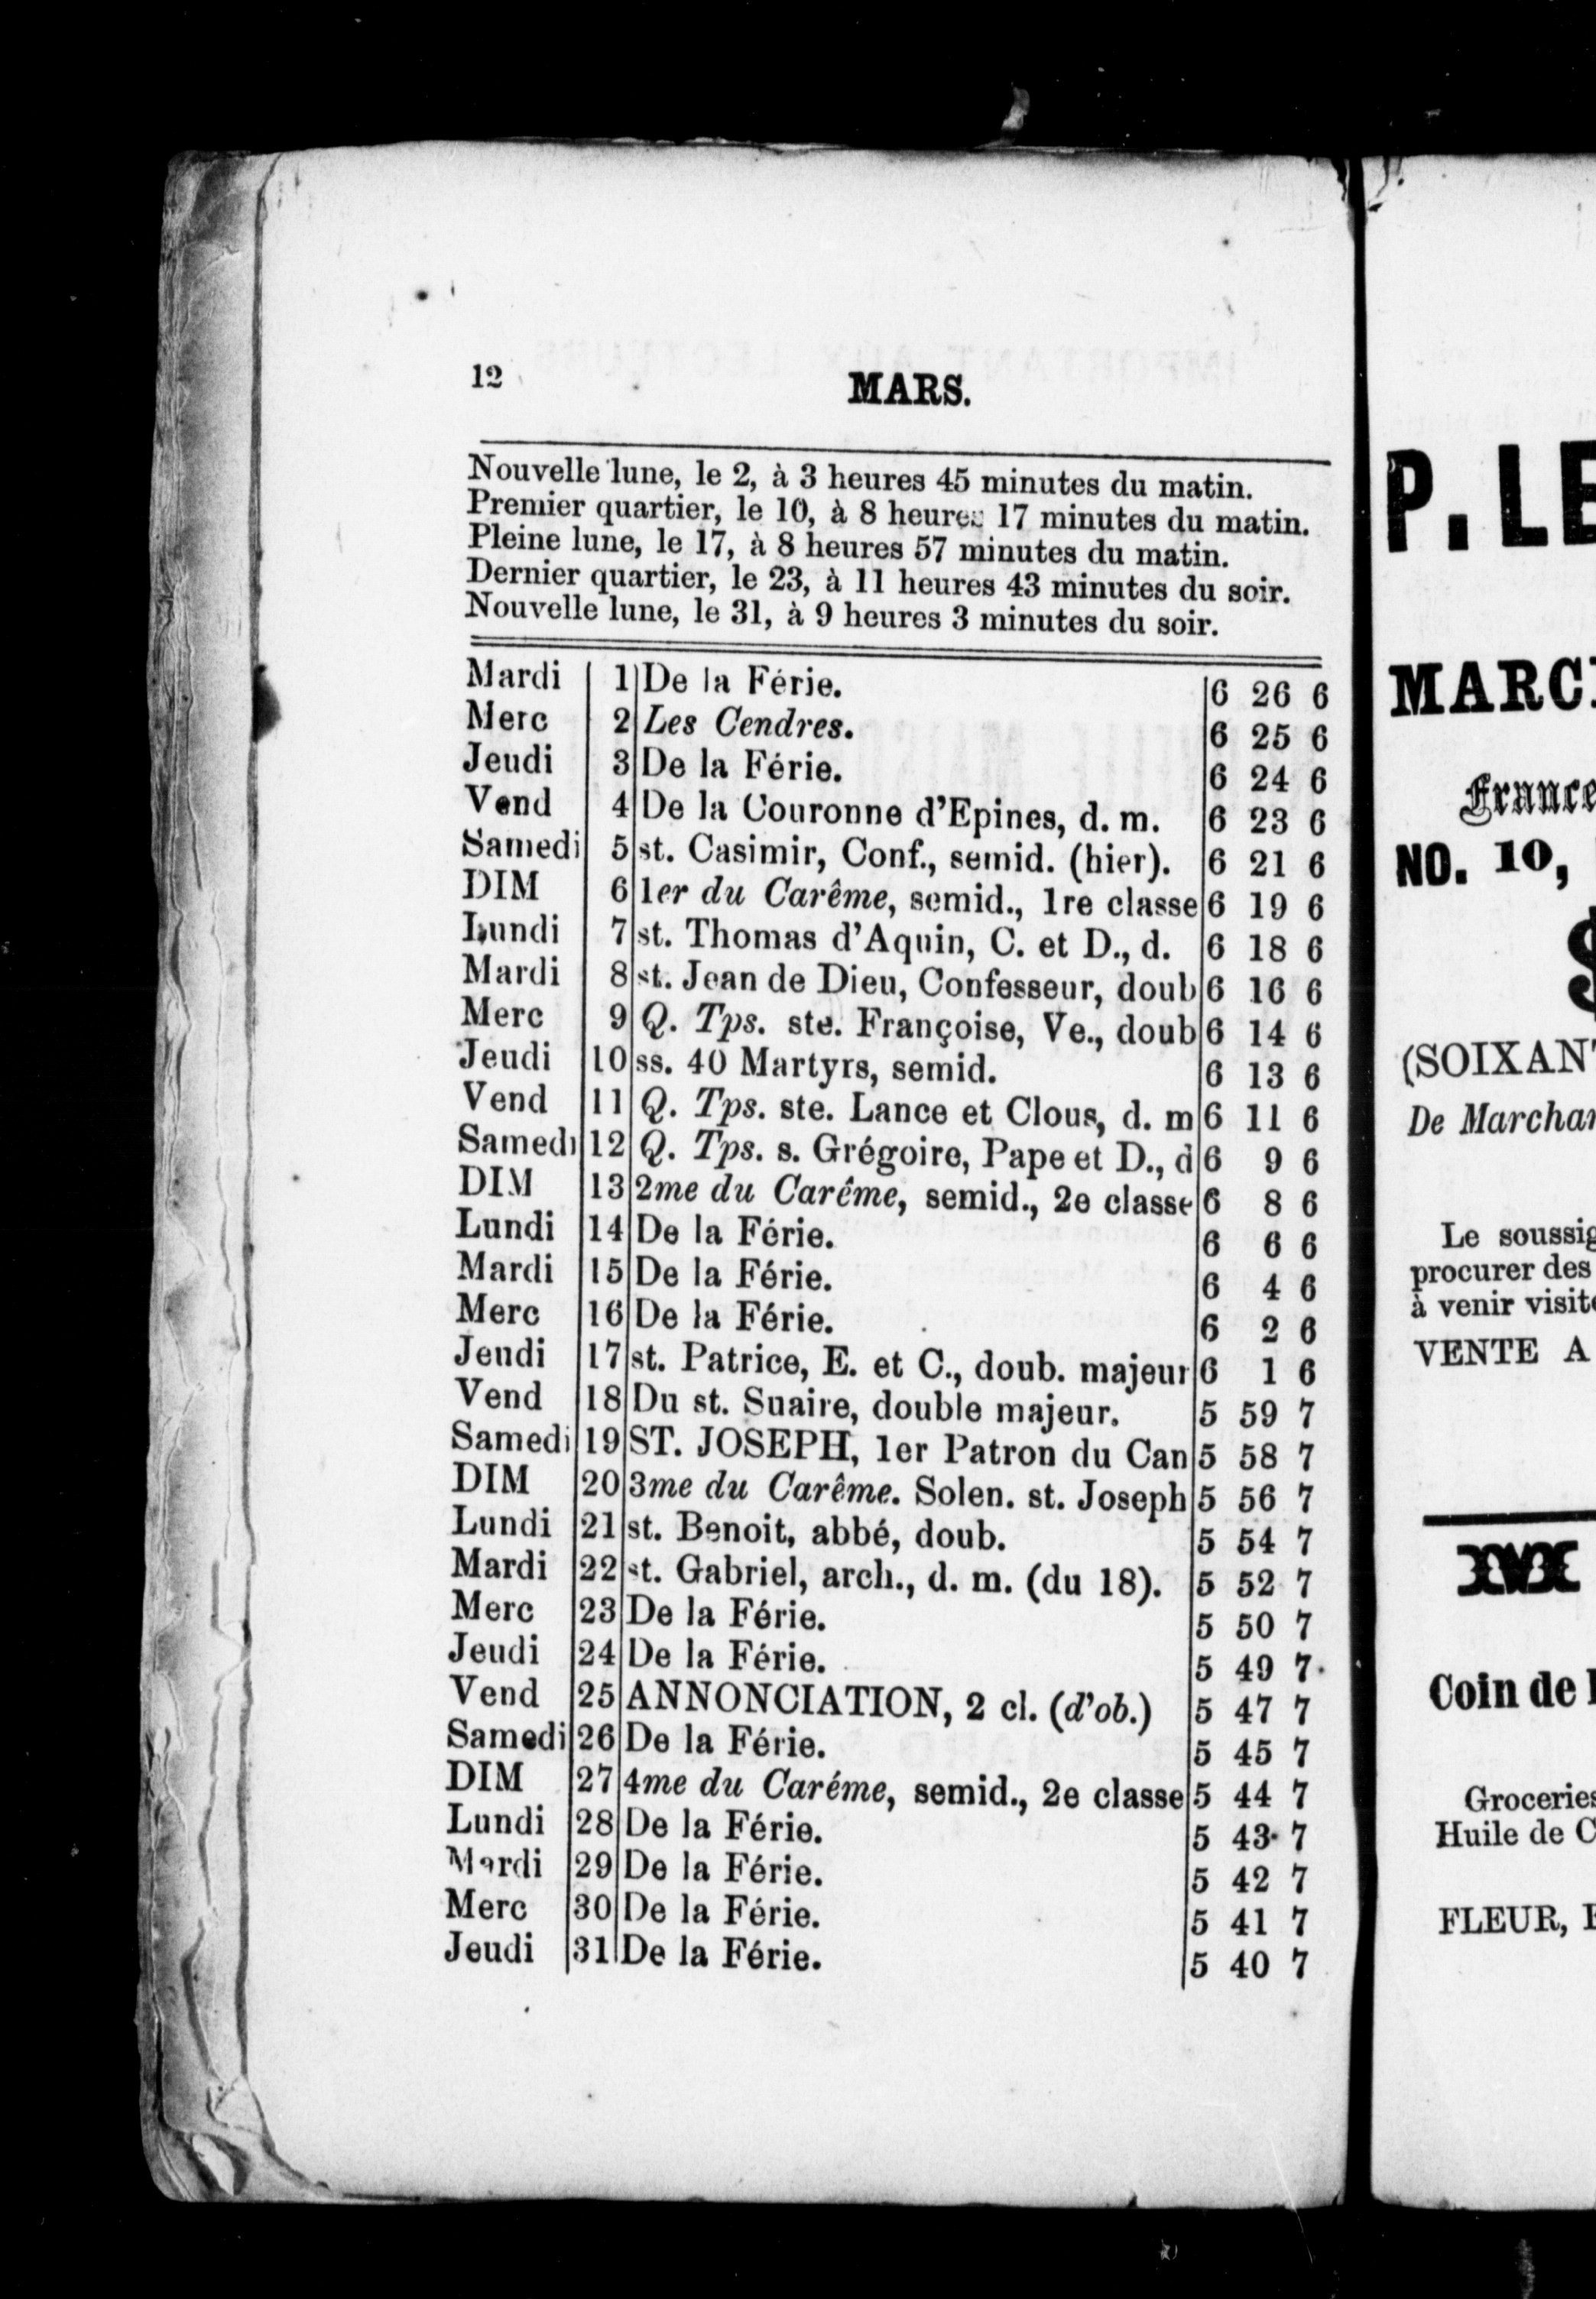 12
MARS.
Nouvelle lune, le 2, à 3 heures 45 minutes du matin.
Premier quartier, le 10, à 8 heures 17 minutes du matin.
Pleine lune, le 17, à 8 heures 57 minutes du matin.
Dernier quartier, le 23, à 11 heures 43 minutes du soir.
Nouvelle lune, le 31, à 9 heures 3 minutes du soir.
Mardi 1 De la Férie. 6 26 6
Merc 2 Les Cendres. 6 25 6
Jeudi 3 De la Férie. 6 24 6
Vend 4 De la Couronne d'Epines, d. m. 6 23 6
Samedi 5 st. Casimir, Conf., semid. (hier). 6 21 6
DIM 6 1er du Carême, semid., 1re classe 6 19 6
Lundi 7 st. Thomas d'Aquin, C. et D., d. 6 18 6
Mardi 8 st. Jean de Dieu, Confesseur, doub 6 16 6
Merc 9 Q. Tps. ste. Françoise, Ve., doub 6 14 6
Jeudi 10 ss. 40 Martyrs, semid. 6 13 6
Vend 11 Q. Tps. ste. Lance et Clous, d. m 6 11 6
Samedi 12 Q. Tps. s. Grégoire, Pape et D., d 6 9 6
DIM 13 2me du Carême, semid., 2e classe 6 8 6
Lundi 14 De la Férie. 6 6 6
Mardi 15 De la Férie. 6 4 6
Merc 16 De la Férie. 6 2 6
Jeudi 17 st. Patrice, E. et C., doub. majeur 6 1 6
Vend 18 Du st. Suaire, double majeur. 5 59 7
Samedi 19 ST. JOSEPH, 1er Patron du Can 5 58 7
DIM 20 3me du Carême. Solen. st. Joseph 5 56 7
Lundi 21 st. Benoit, abbé, doub. 5 54 7
Mardi 22 st. Gabriel, arch., d. m. (du 18). 5 52 7
Merc 23 De la Férie. 5 50 7
Jeudi 24 De la Férie. 5 49 7
Vend 25 ANNONCIATION, 2 cl. (d'ob.) 5 47 7
Samedi 26 De la Férie. 5 45 7
DIM 27 4me du Caréme, semid., 2e classe 5 44 7
Lundi 28 De la Férie. 5 43 7
Mardi 29 De la Férie. 5 42 7
Merc 30 De la Férie. 5 41 7
Jeudi 31 De la Férie. 5 40 7
P. LE
MARC
France
NO. 10,
$
(SOIXAN
De Marchan
Le soussig
procurer des
à venir visite
VENTE A
Coin de
Groceries
Huile de C
FLEUR,